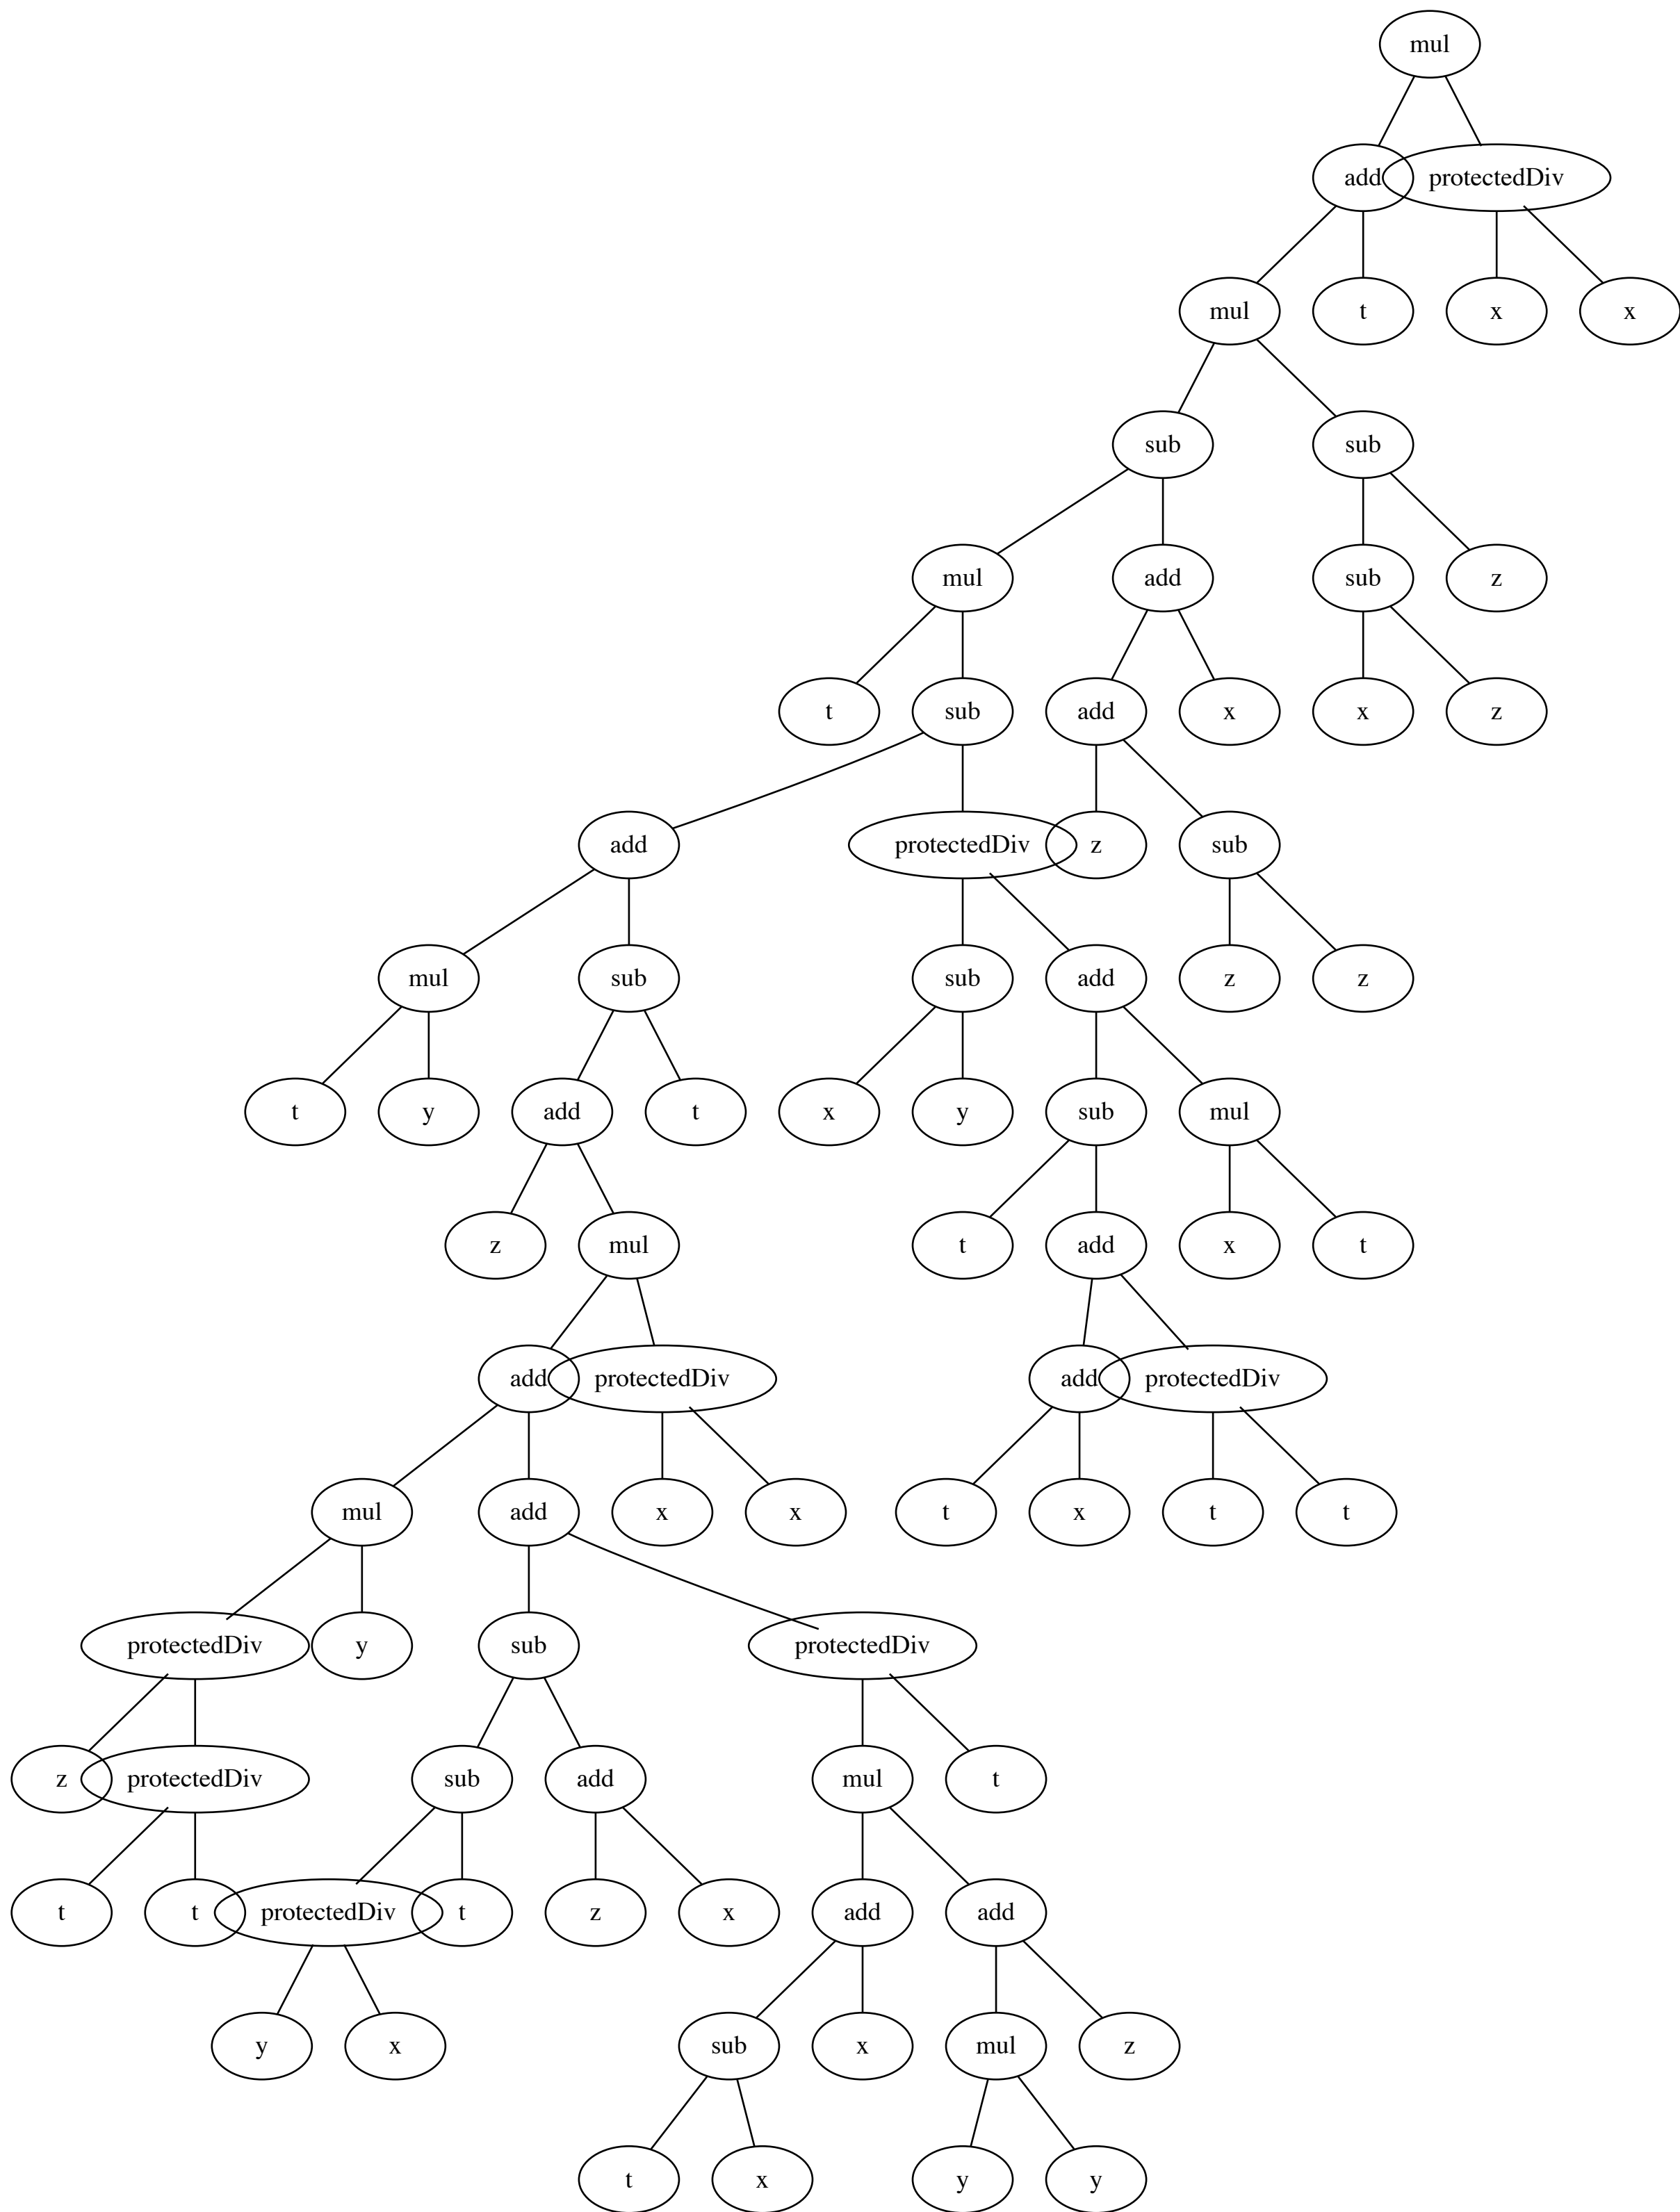 mul
add protectedDiv
mul t x x
sub sub
mul add sub z
t sub add x x z
add protectedDiv z sub
mul sub sub add z z
t y add t x y sub mul
z mul t add x t
add protectedDiv add protectedDiv
mul add x x t x t t
protectedDiv y sub protectedDiv
z protectedDiv sub add mul t
t t protectedDiv t z x add add
y x sub x mul z
t x y y